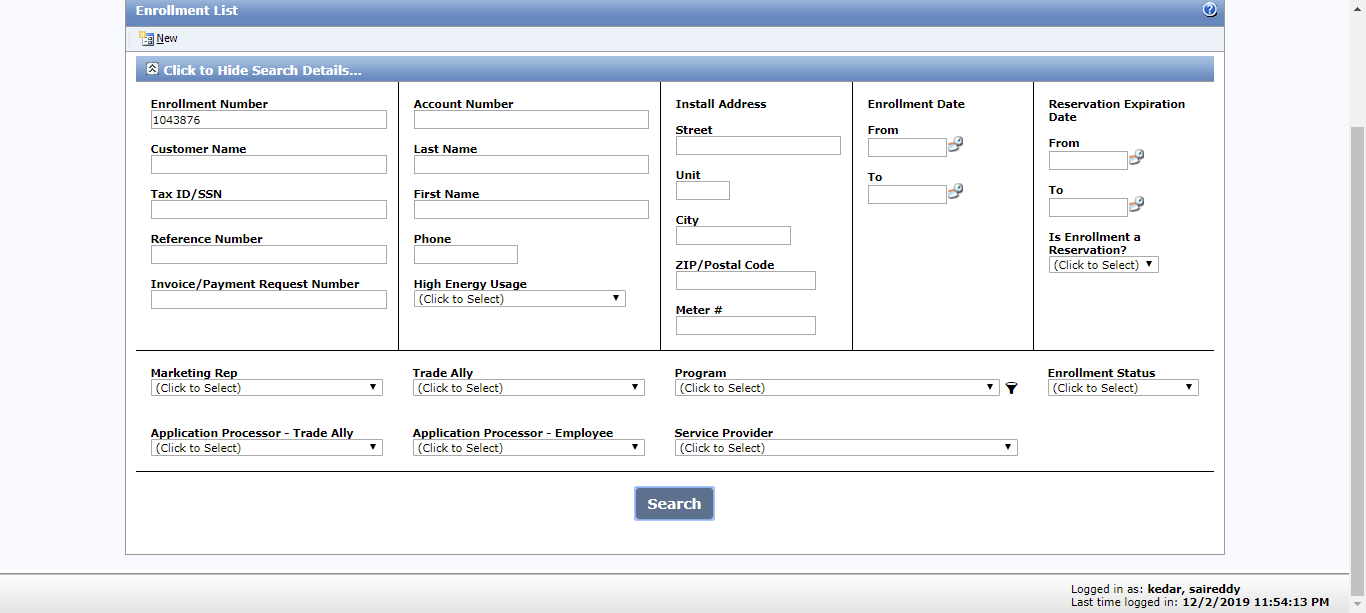 Enrollment List
New
Click to Hide Search Details...
Enrollment Number
1043876
Customer Name
Tax ID/SSN
Reference Number
Invoice/Payment Request Number
Account Number
Last Name
First Name
Phone
High Energy Usage
(Click to Select)
Install Address
Street
Unit
City
ZIP/Postal Code
Meter #
Enrollment Date
From
To
Reservation Expiration
Date
From
To
Is Enrollment a
Reservation?
(Click to Select)
Marketing Rep
(Click to Select)
Trade Ally
(Click to Select)
Program
(Click to Select)
Enrollment Status
(Click to Select)
Application Processor - Trade Ally
(Click to Select)
Application Processor - Employee
(Click to Select)
Service Provider
(Click to Select)
Search
Logged in as: kedar, saireddy
Last time logged in: 12/2/2019 11:54:13 PM